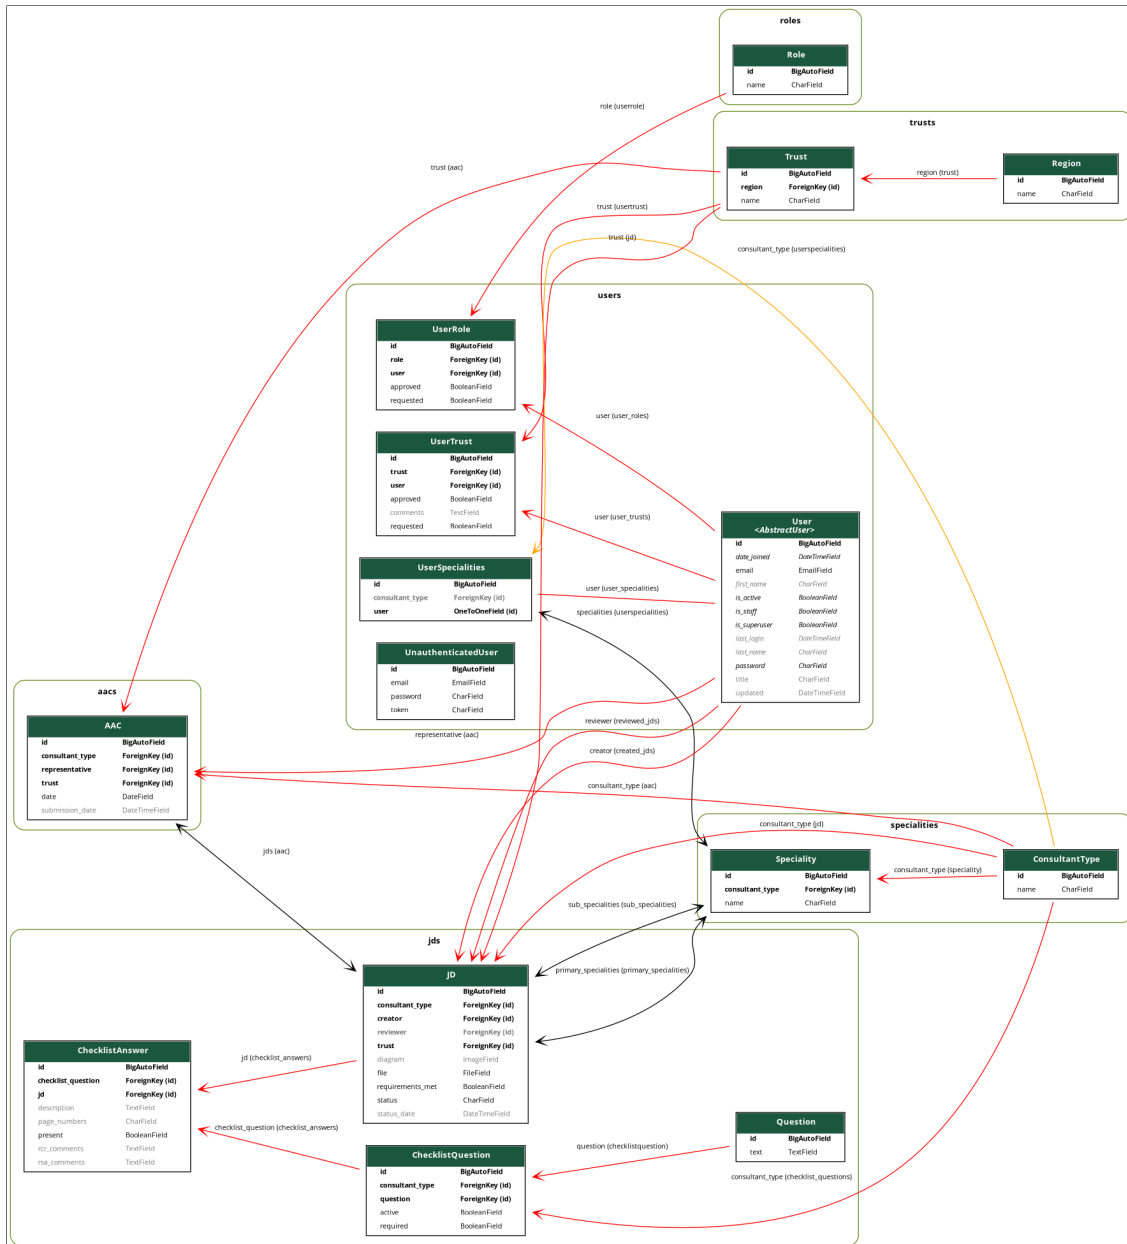 roles
Role
id BigAutoField
name CharField
role (userrole)
trusts
Trust
id BigAutoField
region ForeignKey (id)
name CharField
region (trust)
Region
id BigAutoField
name CharField
trust (aac)
trust (usertrust)
trust (jd)
consultant_type (userspecialities)
users
UserRole
id BigAutoField
role ForeignKey (id)
user ForeignKey (id)
approved BooleanField
requested BooleanField
user (user_roles)
UserTrust
id BigAutoField
trust ForeignKey (id)
user ForeignKey (id)
approved BooleanField
comments TextField
requested BooleanField
user (user_trusts)
User
<AbstractUser>
id BigAutoField
date_joined DateTimeField
email EmailField
first_name CharField
is_active BooleanField
is_staff BooleanField
is_superuser BooleanField
last_login DateTimeField
last_name CharField
password CharField
title CharField
updated DateTimeField
UserSpecialities
id BigAutoField
consultant_type ForeignKey (id)
user OneToOneField (id)
user (user_specialities)
specialities (userspecialities)
UnauthenticatedUser
id BigAutoField
email EmailField
password CharField
token CharField
aacs
AAC
id BigAutoField
consultant_type ForeignKey (id)
representative ForeignKey (id)
trust ForeignKey (id)
date DateField
submission_date DateTimeField
reviewer (reviewed_jds)
representative (aac)
creator (created_jds)
consultant_type (aac)
jds (aac)
consultant_type (jd)
specialities
Speciality
id BigAutoField
consultant_type ForeignKey (id)
name CharField
consultant_type (speciality)
ConsultantType
id BigAutoField
name CharField
sub_specialities (sub_specialities)
primary_specialities (primary_specialities)
jds
JD
id BigAutoField
consultant_type ForeignKey (id)
creator ForeignKey (id)
reviewer ForeignKey (id)
trust ForeignKey (id)
diagram ImageField
file FileField
requirements_met BooleanField
status CharField
status_date DateTimeField
ChecklistAnswer
id BigAutoField
checklist_question ForeignKey (id)
jd ForeignKey (id)
description TextField
page_numbers CharField
present BooleanField
rcr_comments TextField
rsa_comments TextField
jd (checklist_answers)
checklist_question (checklist_answers)
ChecklistQuestion
id BigAutoField
consultant_type ForeignKey (id)
question ForeignKey (id)
active BooleanField
required BooleanField
question (checklistquestion)
Question
id BigAutoField
text TextField
consultant_type (checklist_questions)